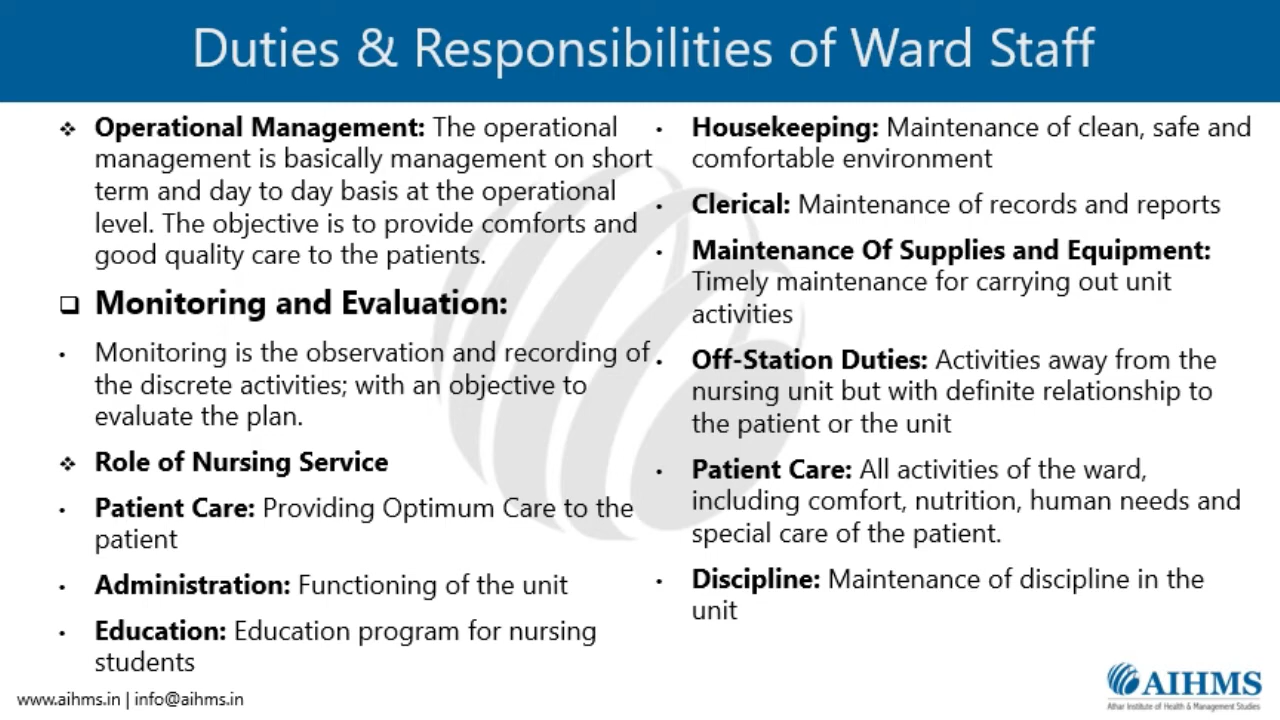 Duties & Responsibilities of Ward Staff
❖ Operational Management: The operational
management is basically management on short
term and day to day basis at the operational
level. The objective is to provide comforts and
good quality care to the patients.
❑ Monitoring and Evaluation:
• Monitoring is the observation and recording of
the discrete activities; with an objective to
evaluate the plan.
❖ Role of Nursing Service
• Patient Care: Providing Optimum Care to the
patient
• Administration: Functioning of the unit
• Education: Education program for nursing
students
• Housekeeping: Maintenance of clean, safe and
comfortable environment
• Clerical: Maintenance of records and reports
• Maintenance Of Supplies and Equipment:
Timely maintenance for carrying out unit
activities
• Off-Station Duties: Activities away from the
nursing unit but with definite relationship to
the patient or the unit
• Patient Care: All activities of the ward,
including comfort, nutrition, human needs and
special care of the patient.
• Discipline: Maintenance of discipline in the
unit
www.aihms.in | info@aihms.in
AIHMS
Athar Institute of Health & Management Studies